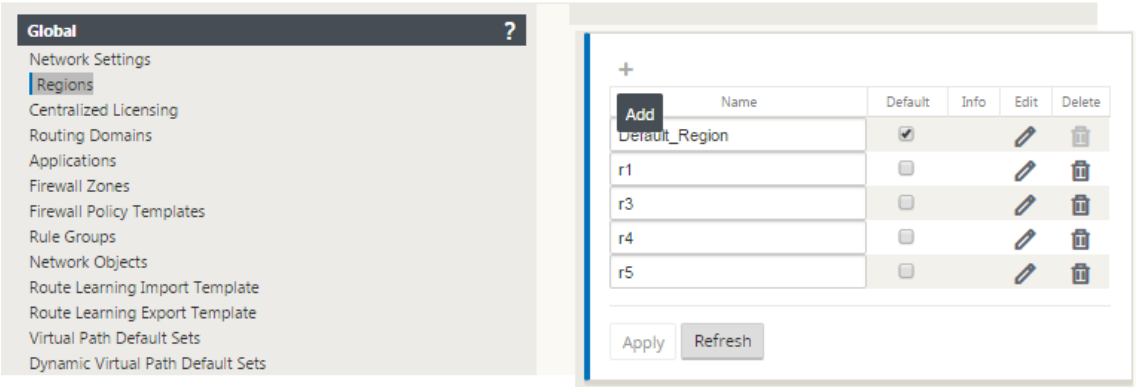 Global ?
Network Settings
Regions
Centralized Licensing
Routing Domains
Applications
Firewall Zones
Firewall Policy Templates
Rule Groups
Network Objects
Route Learning Import Template
Route Learning Export Template
Virtual Path Default Sets
Dynamic Virtual Path Default Sets
+
Name Default Info Edit Delete
Add
Default_Region
r1
r3
r4
r5
Apply Refresh